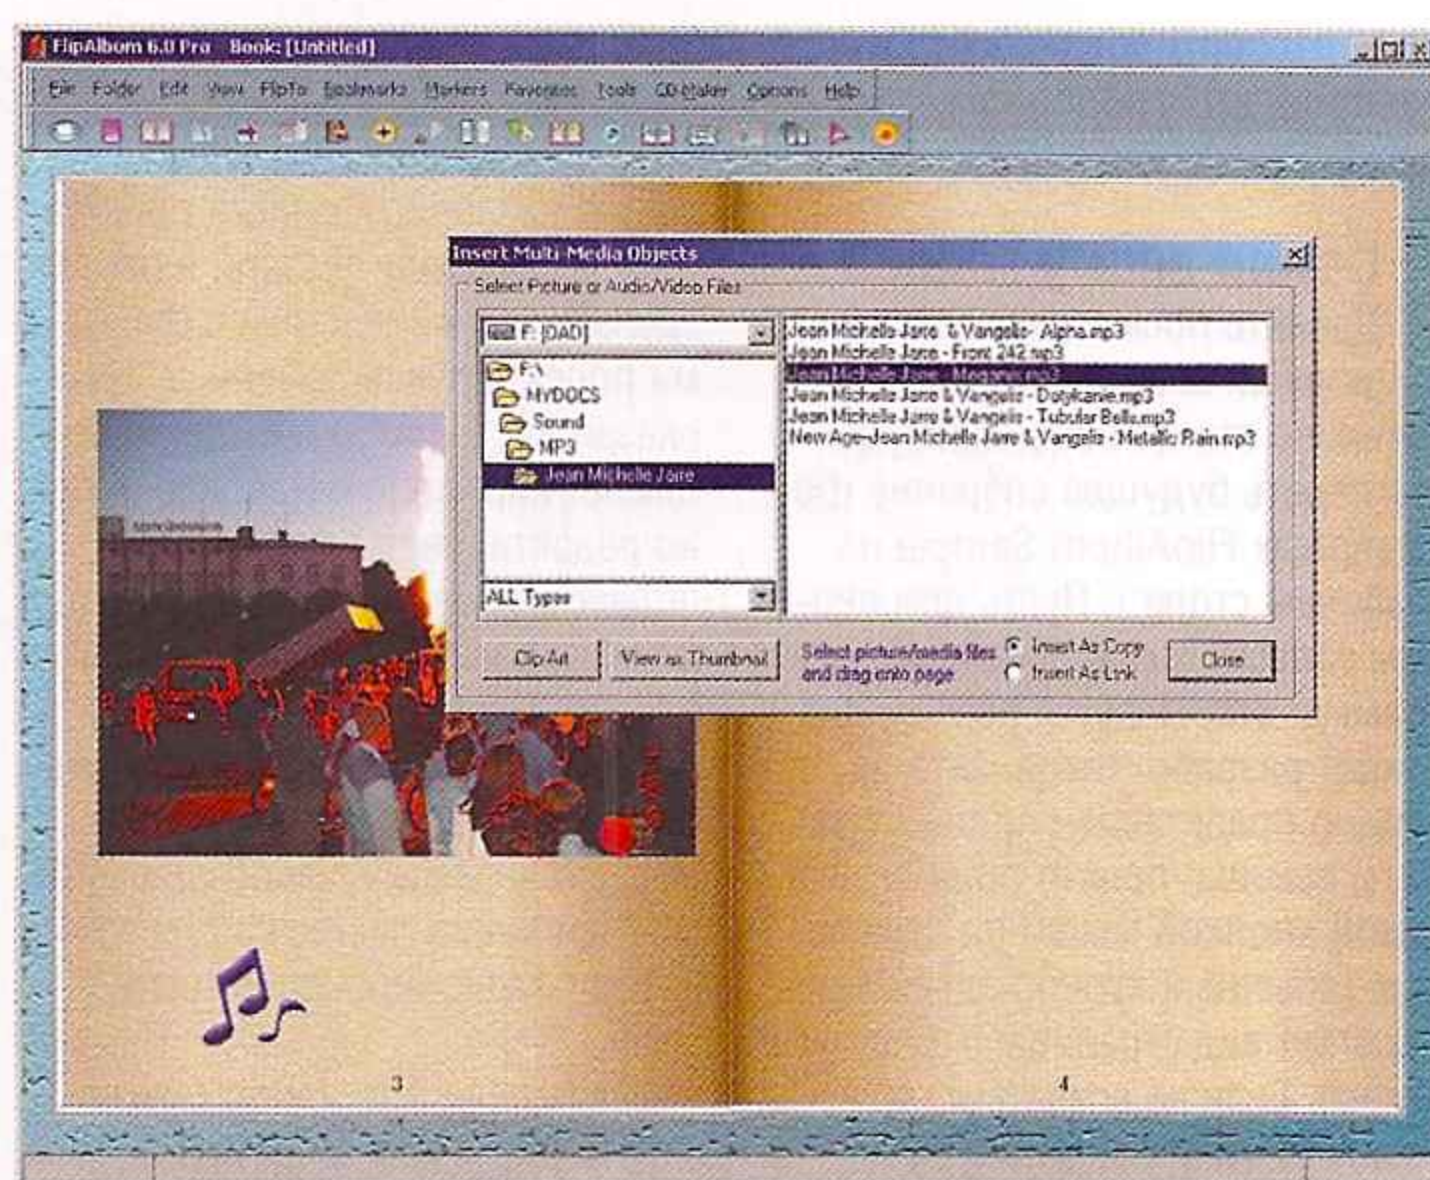 FlipAlbum 6.0 Pro Book: [Untitled]
File Folder Edit View FlipTo Bookmarks Markers Favorites Tools CD-Maker Options Help
Insert Multi-Media Objects
Select Picture or Audio/Video Files
F: [DAD]
F:\
MYDOCS
Sound
MP3
Jean Michelle Jarre
ALL Types
Jean Michelle Jarre & Vangelis- Alpha.mp3
Jean Michelle Jarre - Front 242.mp3
Jean Michelle Jarre - .mp3
Jean Michelle Jarre & Vangelis - Dotykanie.mp3
Jean Michelle Jarre & Vangelis - Tubular Bells.mp3
New Age-Jean Michelle Jarre & Vangelis - Metallic Rain.mp3
Clip Art
View as Thumbnail
Select picture/media files
and drag onto page
Insert As Copy
Insert As Link
Close
3
4